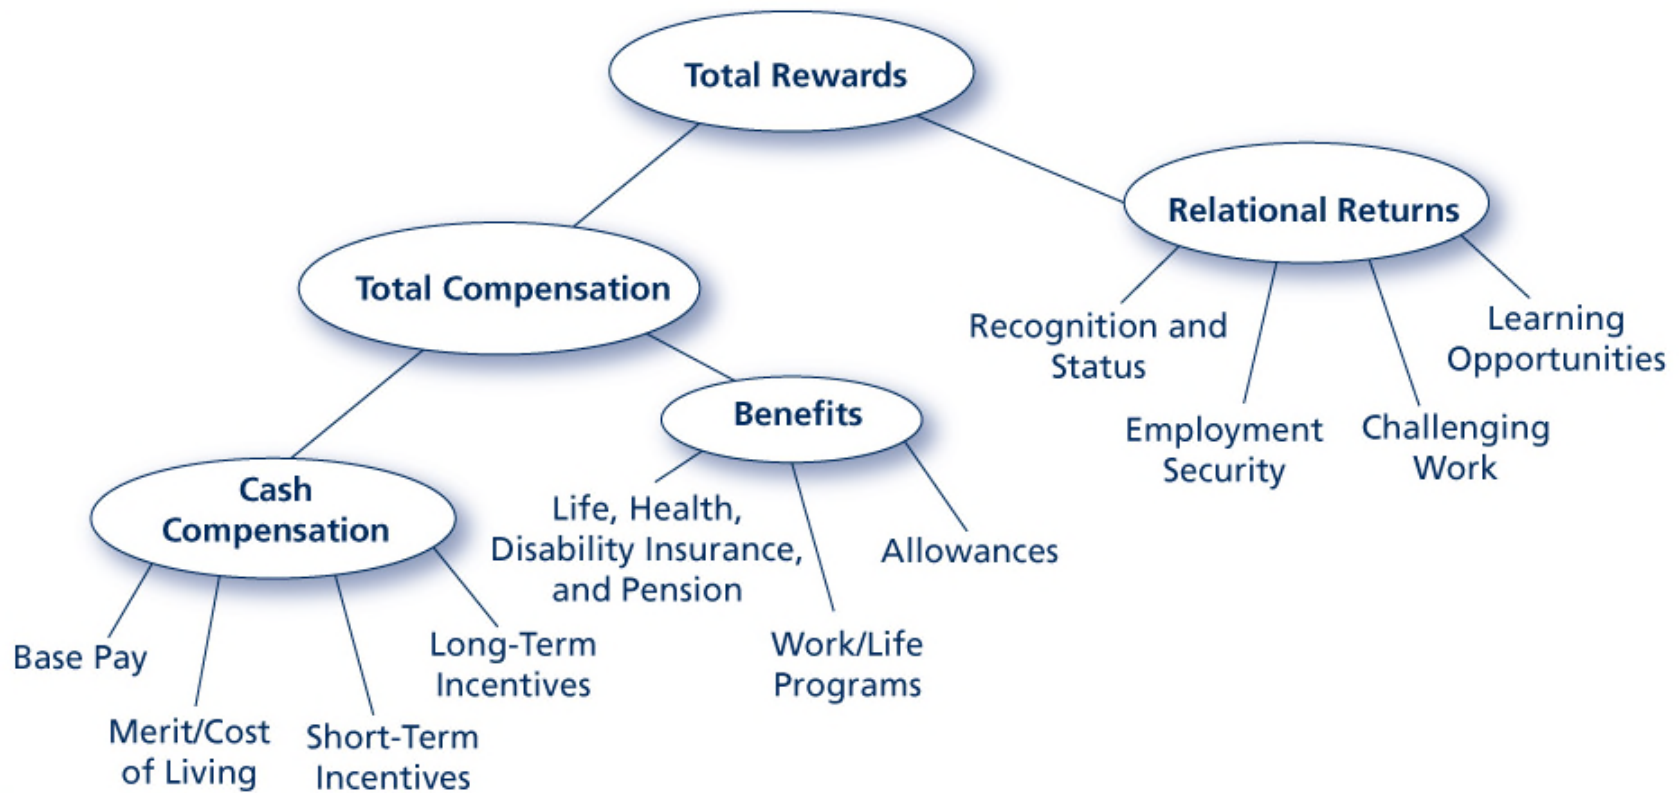 Total Rewards
Relational Returns
Total Compensation
Recognition and
Status
Employment
Security
Challenging
Work
Learning
Opportunities
Benefits
Life, Health,
Disability Insurance,
and Pension
Work/Life
Programs
Allowances
Cash
Compensation
Base Pay
Merit/Cost
of Living
Short-Term
Incentives
Long-Term
Incentives